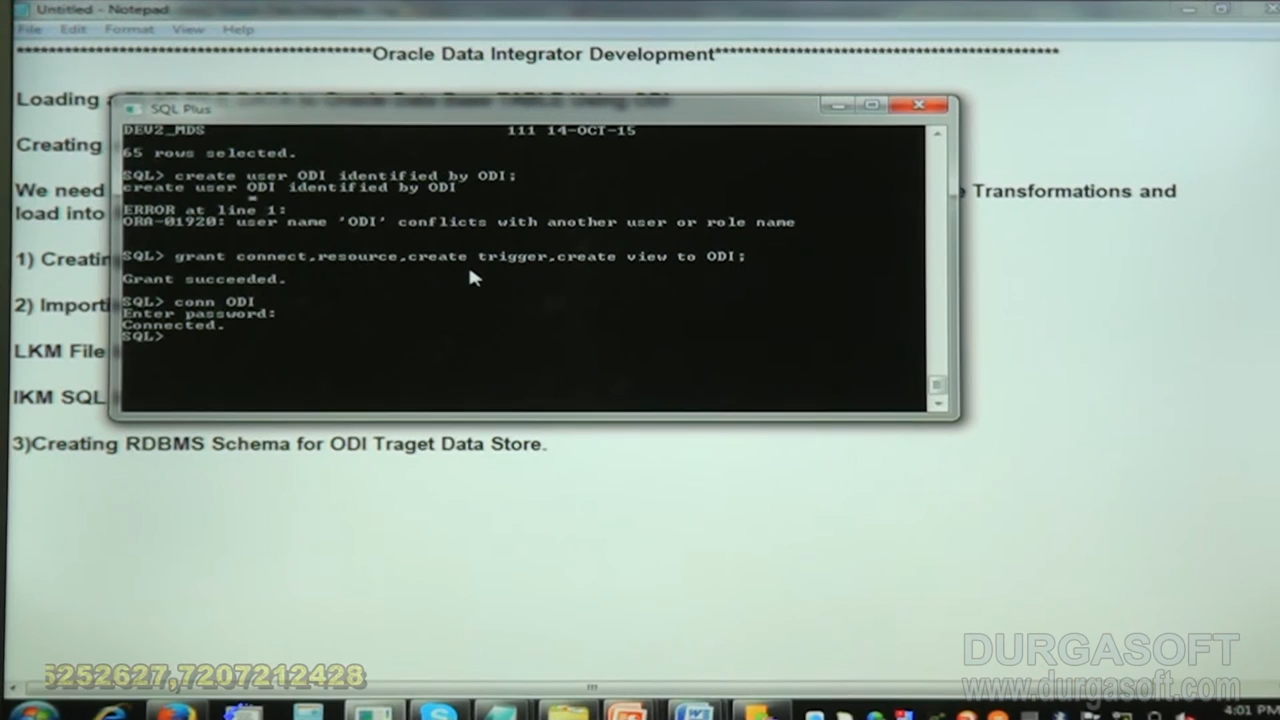 Untitled - Notepad
File Edit Format View Help
Oracle Data Integrator Development
Loading
SQL Plus
DEV2_MDS 111 14-OCT-15
65 rows selected.
SQL> create user ODI identified by ODI;
create user ODI identified by ODI
*
ERROR at line 1:
ORA-01920: user name 'ODI' conflicts with another user or role name
SQL> grant connect,resource,create trigger,create view to ODI;
Grant succeeded.
SQL> conn ODI
Enter password:
Connected.
SQL>
Creating
We need
Transformations and
load into
1) Creatin
2) Importi
LKM File
IKM SQL
3)Creating RDBMS Schema for ODI Traget Data Store.
5252627,7207212428
DURGASOFT
www.durgasoft.com
4:01 PM